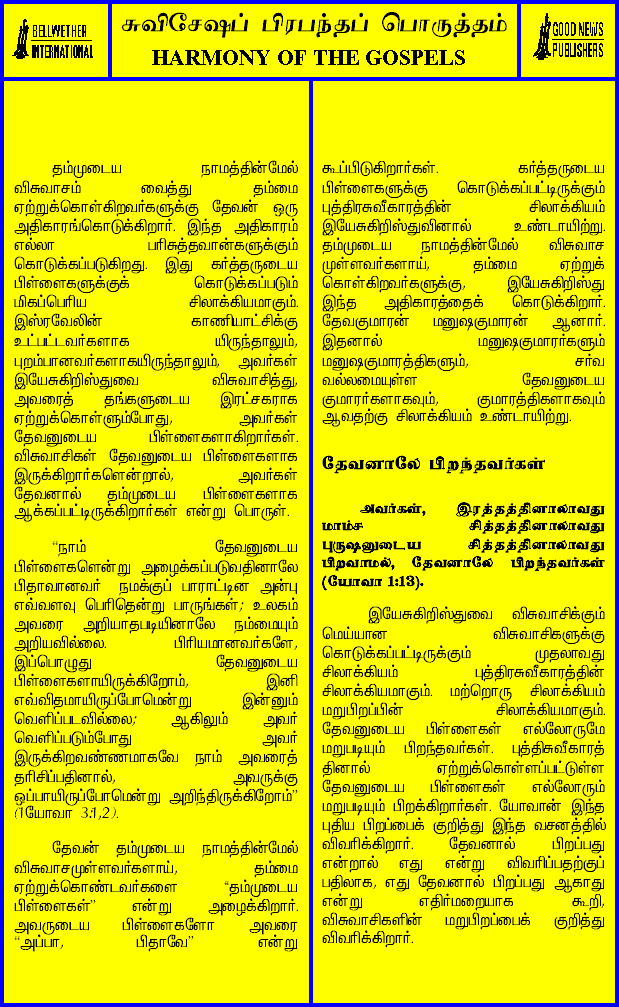 BELLWETHER
INTERNATIONAL
சுவிசேஷப் பிரபந்தப் பொருத்தம்
HARMONY OF THE GOSPELS
GOOD NEWS
PUBLISHERS
தம்முடைய நாமத்தின்மேல்
விசுவாசம் வைத்து தம்மை
ஏற்றுக்கொள்கிறவர்களுக்கு தேவன் ஒரு
அதிகாரங்கொடுக்கிறார். இந்த அதிகாரம்
எல்லா பரிசுத்தவான்களுக்கும்
கொடுக்கப்படுகிறது. இது கர்த்தருடைய
பிள்ளைகளுக்குக் கொடுக்கப்படும்
மிகப்பெரிய சிலாக்கியமாகும்.
இஸ்ரவேலின் காணியாட்சிக்கு
உட்பட்டவர்களாக யிருந்தாலும்,
புறம்பானவர்களாகயிருந்தாலும், அவர்கள்
இயேசுகிறிஸ்துவை விசுவாசித்து,
அவரைத் தங்களுடைய இரட்சகராக
ஏற்றுக்கொள்ளும்போது, அவர்கள்
தேவனுடைய பிள்ளைகளாகிறார்கள்.
விசுவாசிகள் தேவனுடைய பிள்ளைகளாக
இருக்கிறார்களென்றால், அவர்கள்
தேவனால் தம்முடைய பிள்ளைகளாக
ஆக்கப்பட்டிருக்கிறார்கள் என்று பொருள்.
“நாம் தேவனுடைய
பிள்ளைகளென்று அழைக்கப்படுவதினாலே
பிதாவானவர் நமக்குப் பாராட்டின அன்பு
எவ்வளவு பெரிதென்று பாருங்கள்; உலகம்
அவரை அறியாதபடியினாலே நம்மையும்
அறியவில்லை. பிரியமானவர்களே,
இப்பொழுது தேவனுடைய
பிள்ளைகளாயிருக்கிறோம், இனி
எவ்விதமாயிருப்போமென்று இன்னும்
வெளிப்படவில்லை; ஆகிலும் அவர்
வெளிப்படும்போது அவர்
இருக்கிறவண்ணமாகவே நாம் அவரைத்
தரிசிப்பதினால், அவருக்கு
ஒப்பாயிருப்போமென்று அறிந்திருக்கிறோம்”
(1யோவா 3:1,2).
தேவன் தம்முடைய நாமத்தின்மேல்
விசுவாசமுள்ளவர்களாய், தம்மை
ஏற்றுக்கொண்டவர்களை “தம்முடைய
பிள்ளைகள்” என்று அழைக்கிறார்.
அவருடைய பிள்ளைகளோ அவரை
“அப்பா, பிதாவே” என்று
கூப்பிடுகிறார்கள். கர்த்தருடைய
பிள்ளைகளுக்கு கொடுக்கப்பட்டிருக்கும்
புத்திரசுவீகாரத்தின் சிலாக்கியம்
இயேசுகிறிஸ்துவினால் உண்டாயிற்று.
தம்முடைய நாமத்தின்மேல் விசுவாச
முள்ளவர்களாய், தம்மை ஏற்றுக்
கொள்கிறவர்களுக்கு, இயேசுகிறிஸ்து
இந்த அதிகாரத்தைக் கொடுக்கிறார்.
தேவகுமாரன் மனுஷகுமாரன் ஆனார்.
இதனால் மனுஷகுமாரர்களும்
மனுஷகுமாரத்திகளும், சர்வ
வல்லமையுள்ள தேவனுடைய
குமாரர்களாகவும், குமாரத்திகளாகவும்
ஆவதற்கு சிலாக்கியம் உண்டாயிற்று.
தேவனாலே பிறந்தவர்கள்
அவர்கள், இரத்தத்தினாலாவது
மாம்ச சித்தத்தினாலாவது
புருஷனுடைய சித்தத்தினாலாவது
பிறவாமல், தேவனாலே பிறந்தவர்கள்
(யோவா 1:13).
இயேசுகிறிஸ்துவை விசுவாசிக்கும்
மெய்யான விசுவாசிகளுக்கு
கொடுக்கப்பட்டிருக்கும் முதலாவது
சிலாக்கியம் புத்திரசுவீகாரத்தின்
சிலாக்கியமாகும். மற்றொரு சிலாக்கியம்
மறுபிறப்பின் சிலாக்கியமாகும்.
தேவனுடைய பிள்ளைகள் எல்லோருமே
மறுபடியும் பிறந்தவர்கள். புத்திசுவீகாரத்
தினால் ஏற்றுக்கொள்ளப்பட்டுள்ள
தேவனுடைய பிள்ளைகள் எல்லோரும்
மறுபடியும் பிறக்கிறார்கள். யோவான் இந்த
புதிய பிறப்பைக் குறித்து இந்த வசனத்தில்
விவரிக்கிறார். தேவனால் பிறப்பது
என்றால் எது என்று விவரிப்பதற்குப்
பதிலாக, எது தேவனால் பிறப்பது ஆகாது
என்று எதிர்மறையாக கூறி,
விசுவாசிகளின் மறுபிறப்பைக் குறித்து
விவரிக்கிறார்.